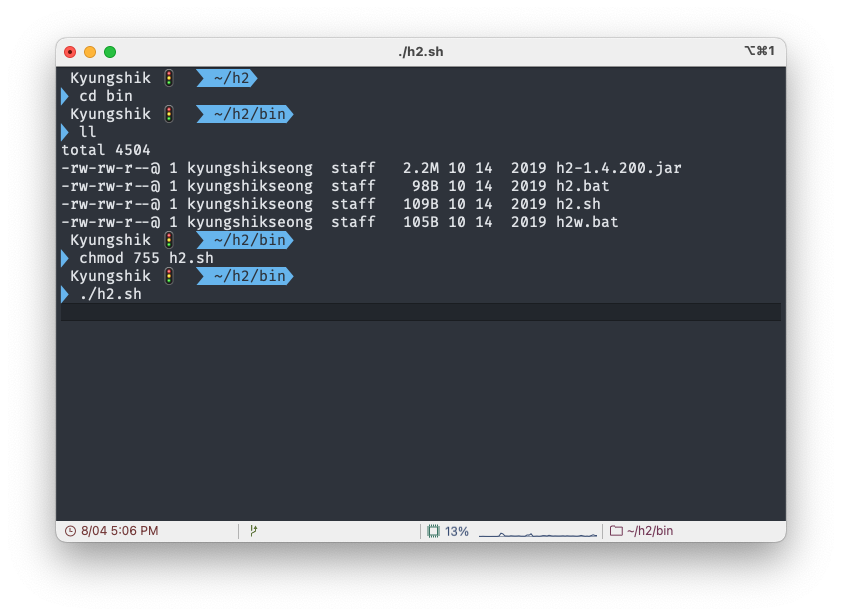 ./h2.sh
⌥⌘1
Kyungshik 🚦 ~/h2
cd bin
Kyungshik 🚦 ~/h2/bin
ll
total 4504
-rw-rw-r--@ 1 kyungshikseong  staff   2.2M 10 14  2019 h2-1.4.200.jar
-rw-rw-r--@ 1 kyungshikseong  staff    98B 10 14  2019 h2.bat
-rw-rw-r--@ 1 kyungshikseong  staff   109B 10 14  2019 h2.sh
-rw-rw-r--@ 1 kyungshikseong  staff   105B 10 14  2019 h2w.bat
Kyungshik 🚦 ~/h2/bin
chmod 755 h2.sh
Kyungshik 🚦 ~/h2/bin
./h2.sh
8/04 5:06 PM
13%
~/h2/bin